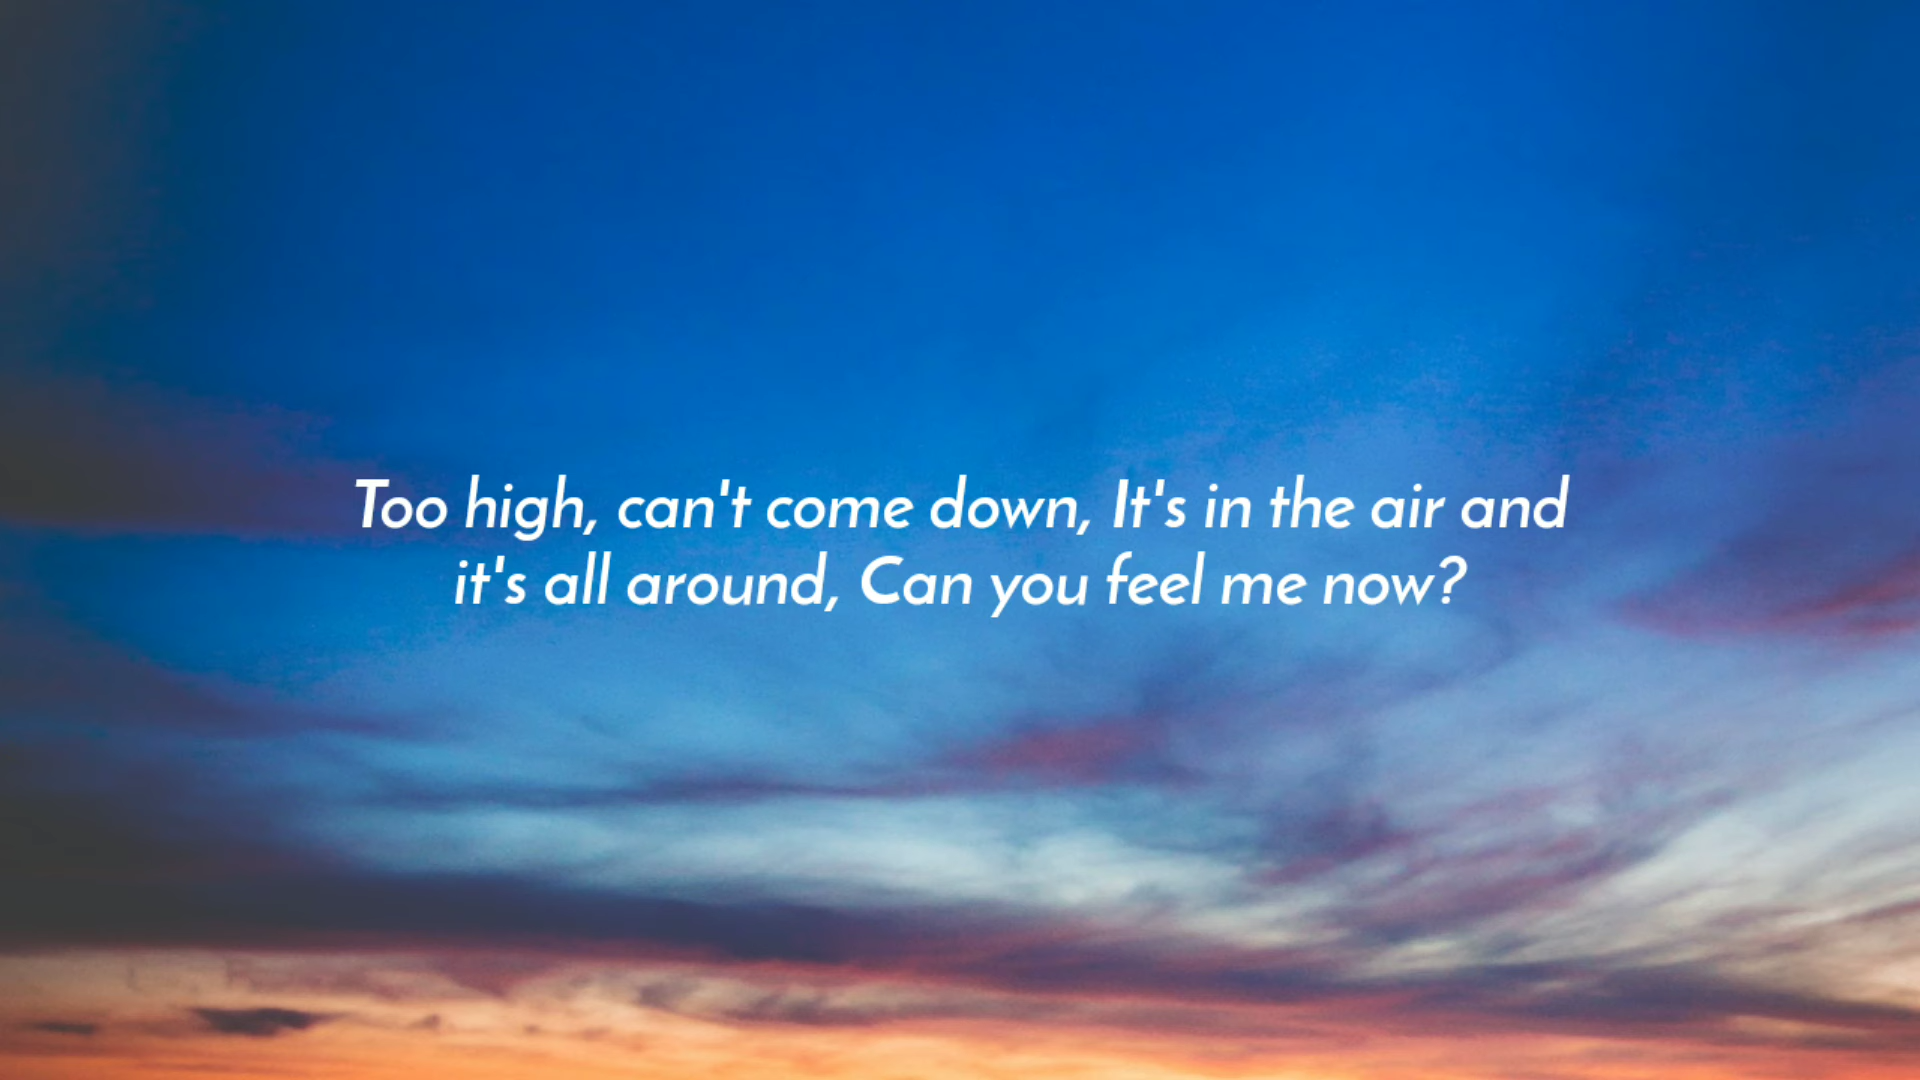 Too high, can't come down, It's in the air and
it's all around, Can you feel me now?